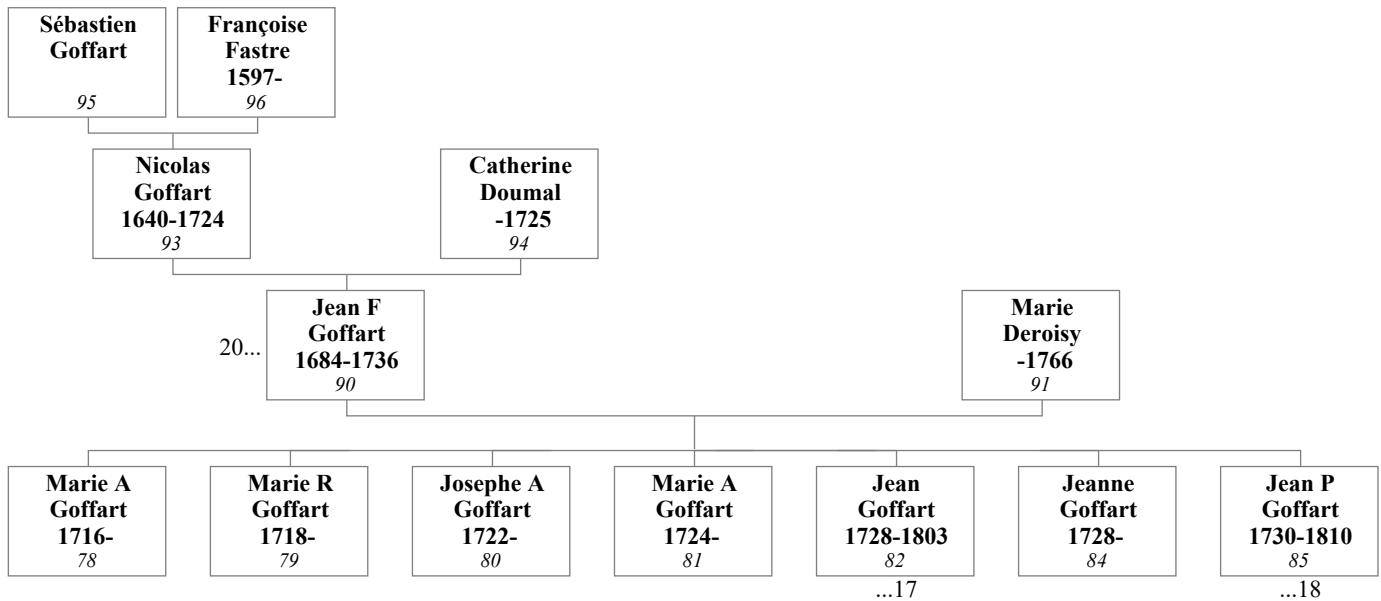 Sébastien
Goffart
95
Françoise
Fastre
1597-
96
Nicolas
Goffart
1640-1724
93
Catherine
Doumal
-1725
94
20...
Jean F
Goffart
1684-1736
90
Marie
Deroisy
-1766
91
Marie A
Goffart
1716-
78
Marie R
Goffart
1718-
79
Josephe A
Goffart
1722-
80
Marie A
Goffart
1724-
81
Jean
Goffart
1728-1803
82
...17
Jeanne
Goffart
1728-
84
Jean P
Goffart
1730-1810
85
...18